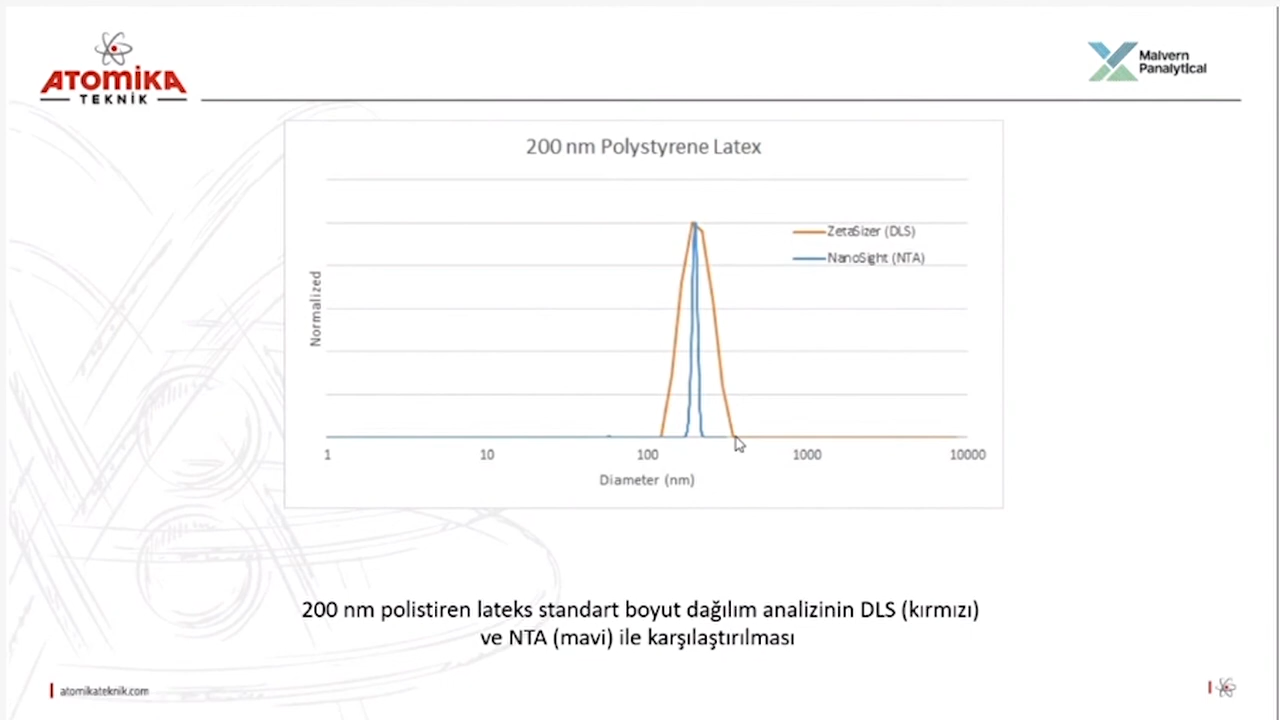 ATOMİKA
TEKNİK
Malvern
Panalytical
200 nm Polystyrene Latex
ZetaSizer (DLS)
NanoSight (NTA)
Normalized
1 10 100 1000 10000
Diameter (nm)
200 nm polistiren lateks standart boyut dağılım analizinin DLS (kırmızı)
ve NTA (mavi) ile karşılaştırılması
atomikateknik.com